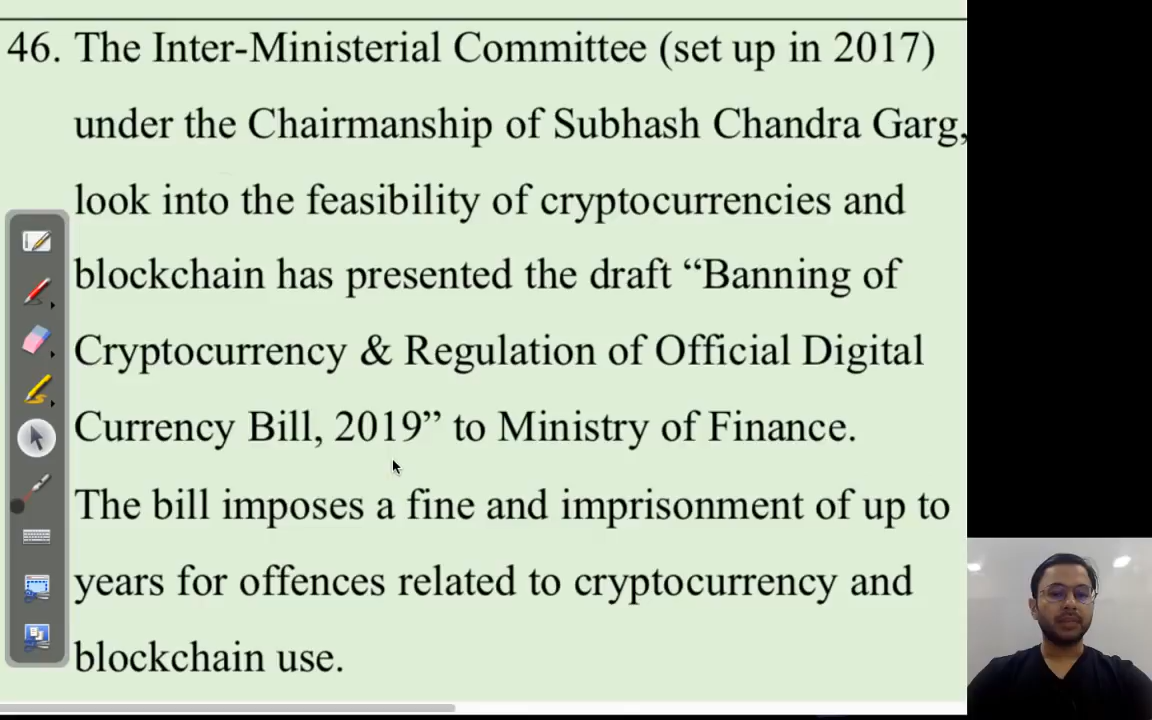 46. The Inter-Ministerial Committee (set up in 2017)
under the Chairmanship of Subhash Chandra Garg,
look into the feasibility of cryptocurrencies and
blockchain has presented the draft “Banning of
Cryptocurrency & Regulation of Official Digital
Currency Bill, 2019” to Ministry of Finance.
The bill imposes a fine and imprisonment of up to
years for offences related to cryptocurrency and
blockchain use.